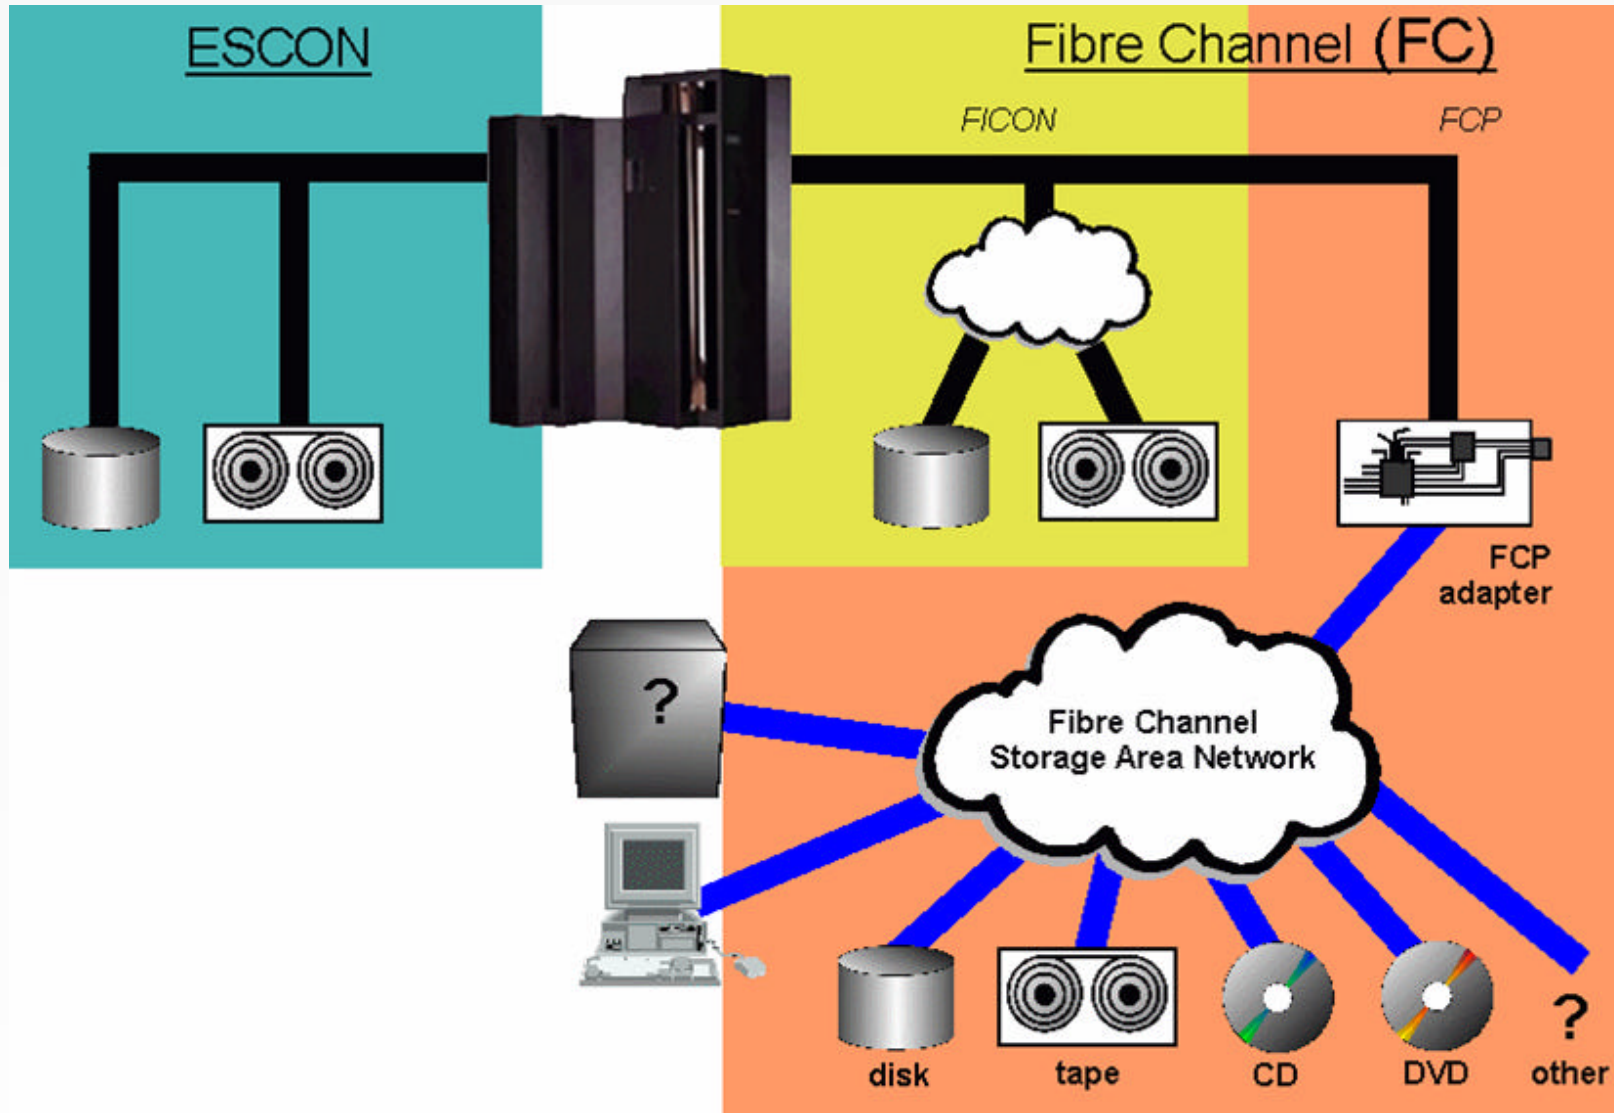 ESCON
Fibre Channel (FC)
FICON
FCP
FCP
adapter
?
Fibre Channel
Storage Area Network
?
disk
tape
CD
DVD
other